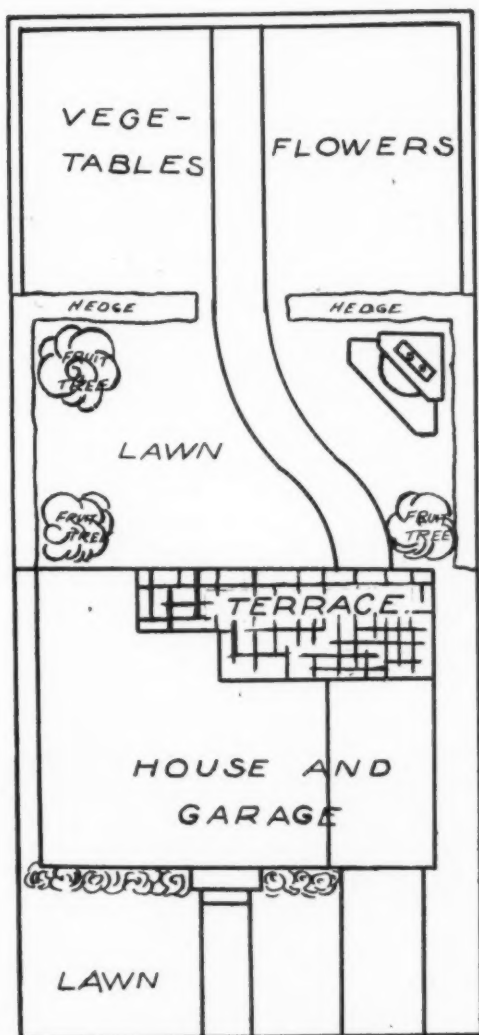 VEGE-
TABLES
FLOWERS
HEDGE
HEDGE
FRUIT
TREE
LAWN
FRUIT
TREE
FRUIT
TREE
TERRACE.
HOUSE AND
GARAGE
LAWN